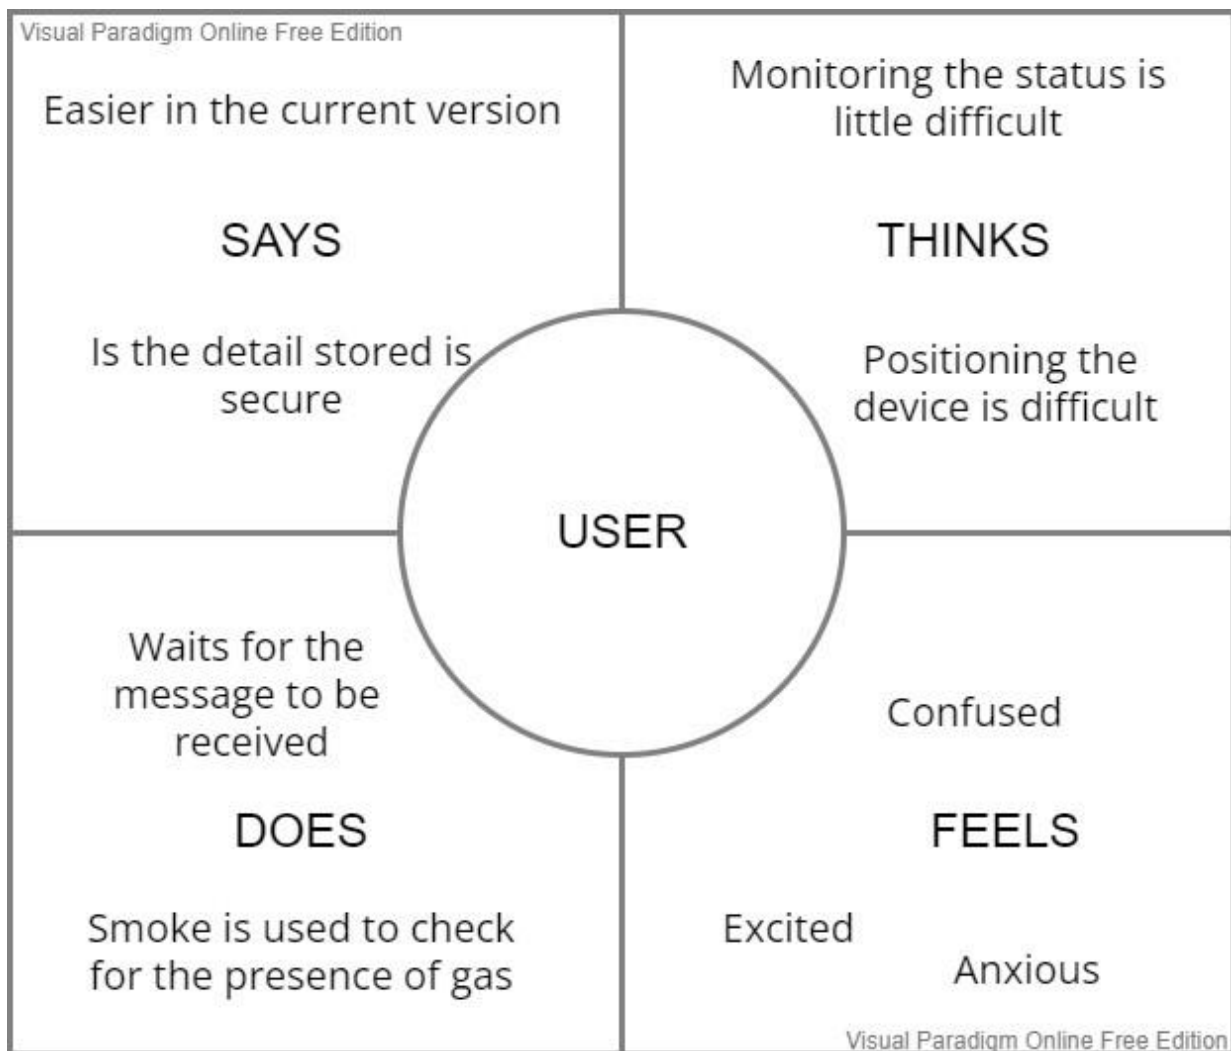 Visual Paradigm Online Free Edition
Easier in the current version
SAYS
Is the detail stored is
secure
Monitoring the status is
little difficult
THINKS
Positioning the
device is difficult
USER
Waits for the
message to be
received
DOES
Smoke is used to check
for the presence of gas
Confused
FEELS
Excited
Anxious
Visual Paradigm Online Free Edition